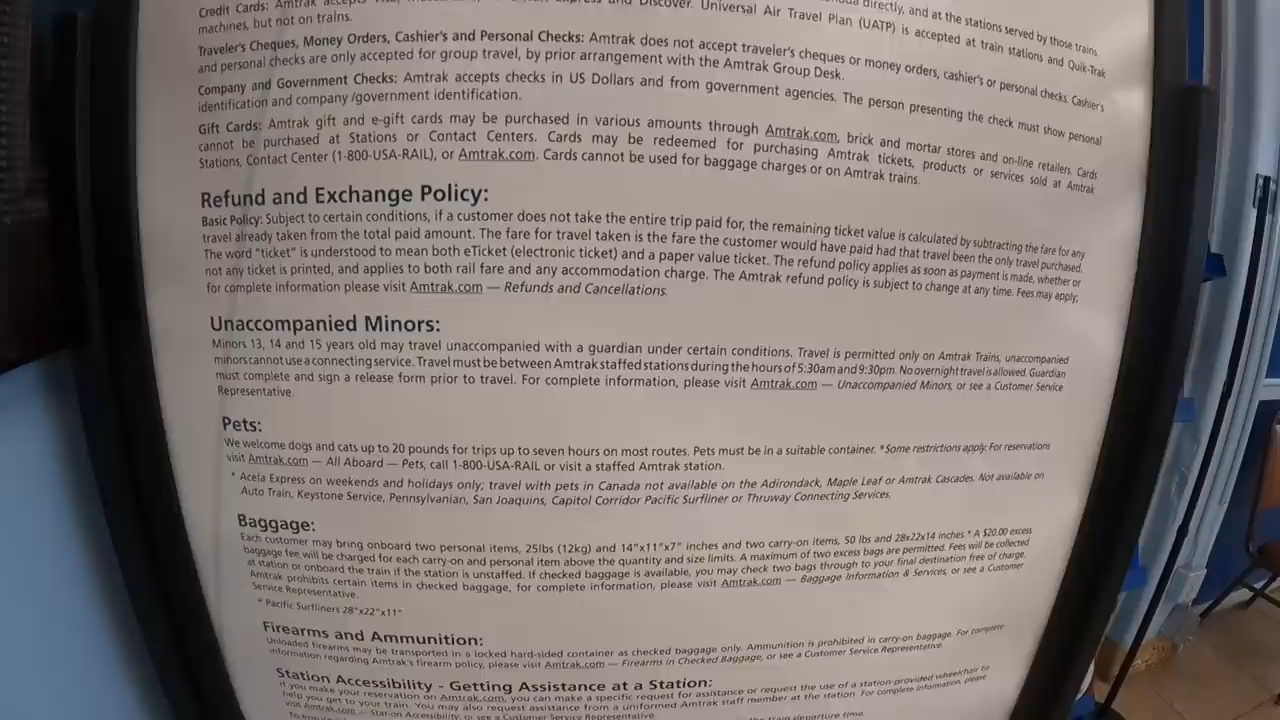 Credit Cards: Amtrak accepts Discover. Universal Air Travel Plan (UATP) is accepted at train stations and Quik-Trak
machines, but not on trains.
directly, and at the stations served by those trains.
Traveler's Cheques, Money Orders, Cashier's and Personal Checks: Amtrak does not accept traveler's cheques or money orders, cashier's or personal checks. Cashier's
and personal checks are only accepted for group travel, by prior arrangement with the Amtrak Group Desk.
Company and Government Checks: Amtrak accepts checks in US Dollars and from government agencies. The person presenting the check must show personal
identification and company /government identification.
Gift Cards: Amtrak gift and e-gift cards may be purchased in various amounts through Amtrak.com, brick and mortar stores and on-line retailers. Cards
cannot be purchased at Stations or Contact Centers. Cards may be redeemed for purchasing Amtrak tickets, products or services sold at Amtrak
Stations, Contact Center (1-800-USA-RAIL), or Amtrak.com. Cards cannot be used for baggage charges or on Amtrak trains.
Refund and Exchange Policy:
Basic Policy: Subject to certain conditions, if a customer does not take the entire trip paid for, the remaining ticket value is calculated by subtracting the fare for any
travel already taken from the total paid amount. The fare for travel taken is the fare the customer would have paid had that travel been the only travel purchased.
The word "ticket" is understood to mean both eTicket (electronic ticket) and a paper value ticket. The refund policy applies as soon as payment is made, whether or
not any ticket is printed, and applies to both rail fare and any accommodation charge. The Amtrak refund policy is subject to change at any time. Fees may apply;
for complete information please visit Amtrak.com — Refunds and Cancellations.
Unaccompanied Minors:
Minors 13, 14 and 15 years old may travel unaccompanied with a guardian under certain conditions. Travel is permitted only on Amtrak Trains, unaccompanied
minors cannot use a connecting service. Travel must be between Amtrak staffed stations during the hours of 5:30am and 9:30pm. No overnight travel is allowed. Guardian
must complete and sign a release form prior to travel. For complete information, please visit Amtrak.com — Unaccompanied Minors, or see a Customer Service
Representative.
Pets:
We welcome dogs and cats up to 20 pounds for trips up to seven hours on most routes. Pets must be in a suitable container. *Some restrictions apply. For reservations
visit Amtrak.com — All Aboard — Pets, call 1-800-USA-RAIL or visit a staffed Amtrak station.
* Acela Express on weekends and holidays only; travel with pets in Canada not available on the Adirondack, Maple Leaf or Amtrak Cascades. Not available on
Auto Train, Keystone Service, Pennsylvanian, San Joaquins, Capitol Corridor Pacific Surfliner or Thruway Connecting Services.
Baggage:
Each customer may bring onboard two personal items, 25lbs (12kg) and 14"x11"x7" inches and two carry-on items, 50 lbs and 28x22x14 inches.* A $20.00 excess
baggage fee will be charged for each carry-on and personal item above the quantity and size limits. A maximum of two excess bags are permitted. Fees will be collected
at station or onboard the train if the station is unstaffed. If checked baggage is available, you may check two bags through to your final destination free of charge.
Amtrak prohibits certain items in checked baggage, for complete information, please visit Amtrak.com — Baggage Information & Services, or see a Customer
Service Representative.
* Pacific Surfliners 28"x22"x11"
Firearms and Ammunition:
Unloaded firearms may be transported in a locked hard-sided container as checked baggage only. Ammunition is prohibited in carry-on baggage. For complete
information regarding Amtrak's firearm policy, please visit Amtrak.com — Firearms in Checked Baggage, or see a Customer Service Representative.
Station Accessibility - Getting Assistance at a Station:
If you make your reservation on Amtrak.com, you can make a specific request for assistance or request the use of a station-provided wheelchair to
help you get to your train. You may also request assistance from a uniformed Amtrak staff member at the station. For complete information, please
visit Amtrak.com — Station Accessibility, or see a Customer Service Representative.
train departure time.